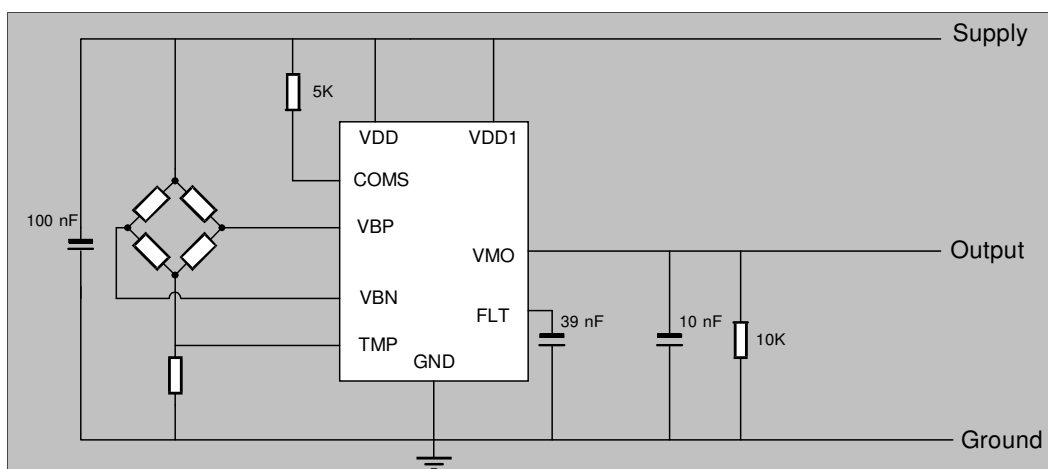 Supply
5K
VDD
VDD1
COMS
100 nF
VBP
VMO
Output
VBN
FLT
39 nF
10 nF
10K
TMP
GND
Ground